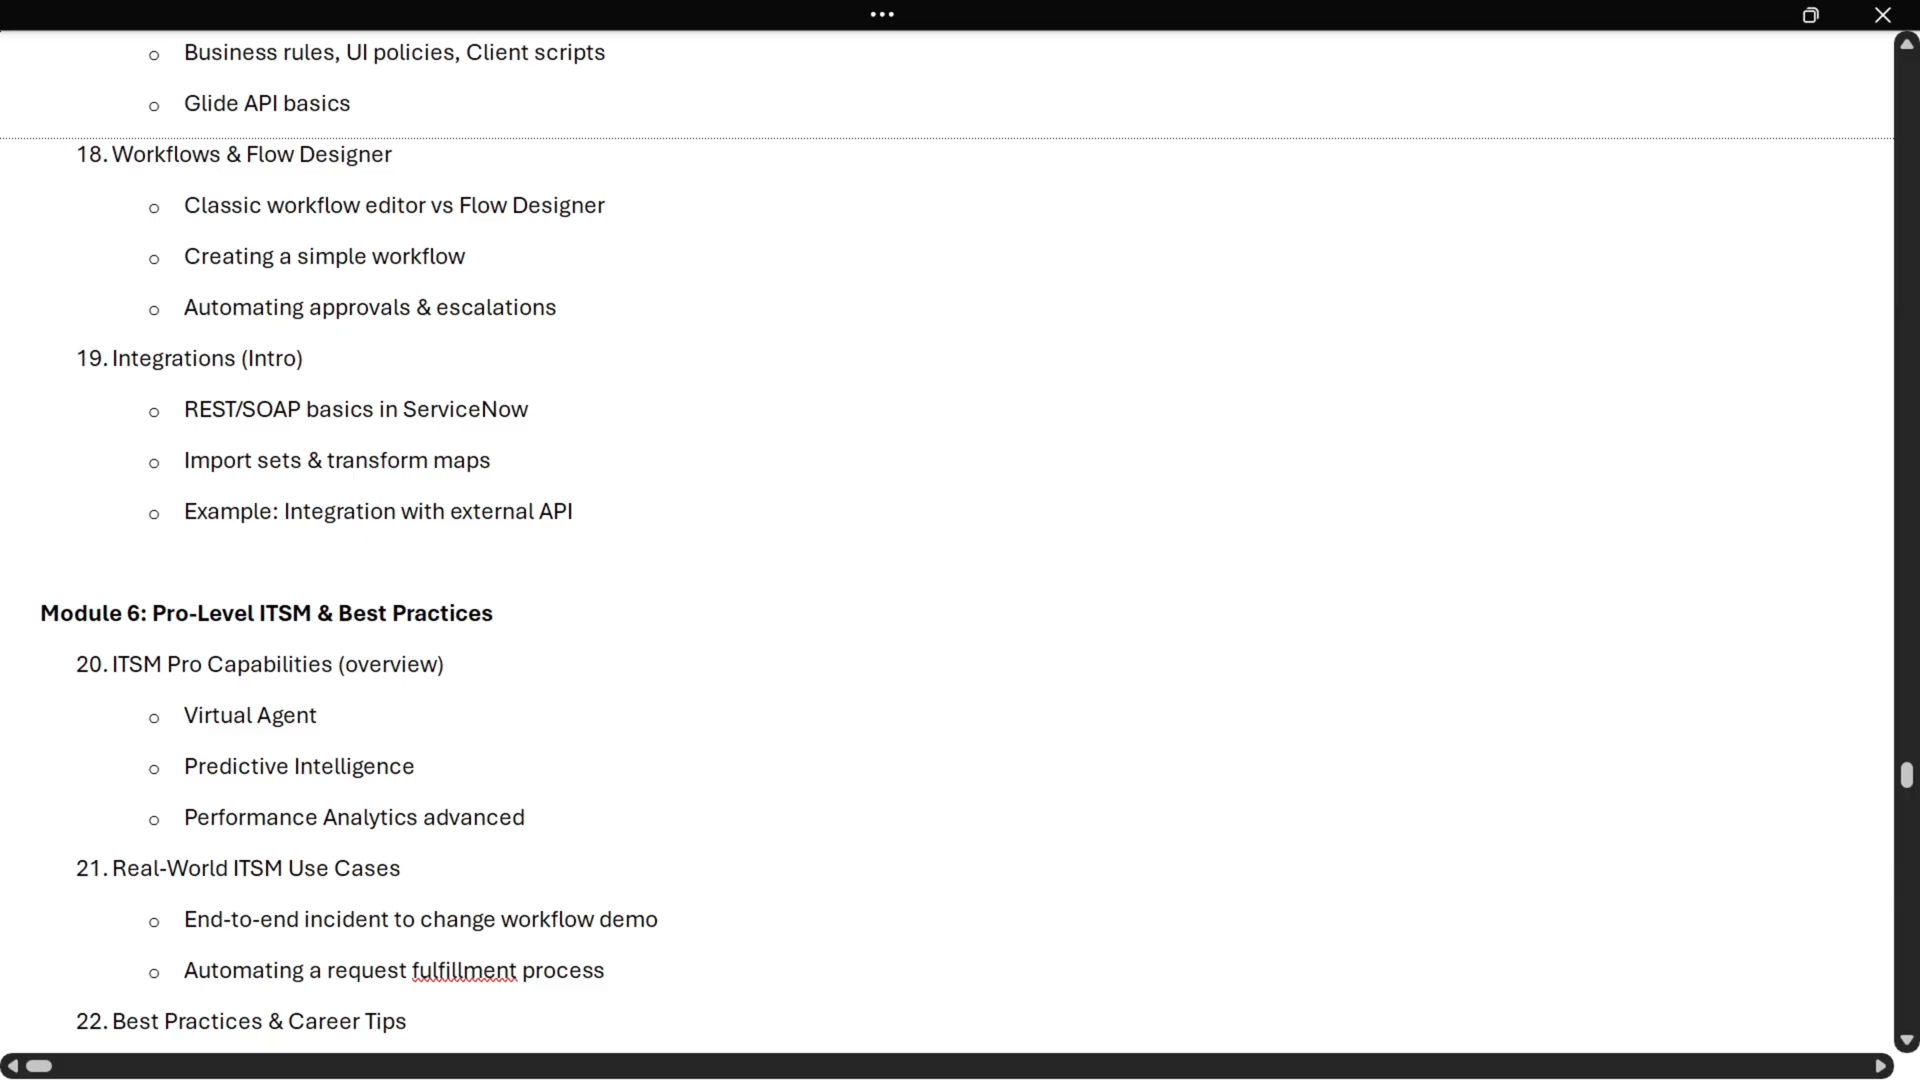 o Business rules, UI policies, Client scripts
o Glide API basics
18. Workflows & Flow Designer
o Classic workflow editor vs Flow Designer
o Creating a simple workflow
o Automating approvals & escalations
19. Integrations (Intro)
o REST/SOAP basics in ServiceNow
o Import sets & transform maps
o Example: Integration with external API
Module 6: Pro-Level ITSM & Best Practices
20. ITSM Pro Capabilities (overview)
o Virtual Agent
o Predictive Intelligence
o Performance Analytics advanced
21. Real-World ITSM Use Cases
o End-to-end incident to change workflow demo
o Automating a request fulfillment process
22. Best Practices & Career Tips